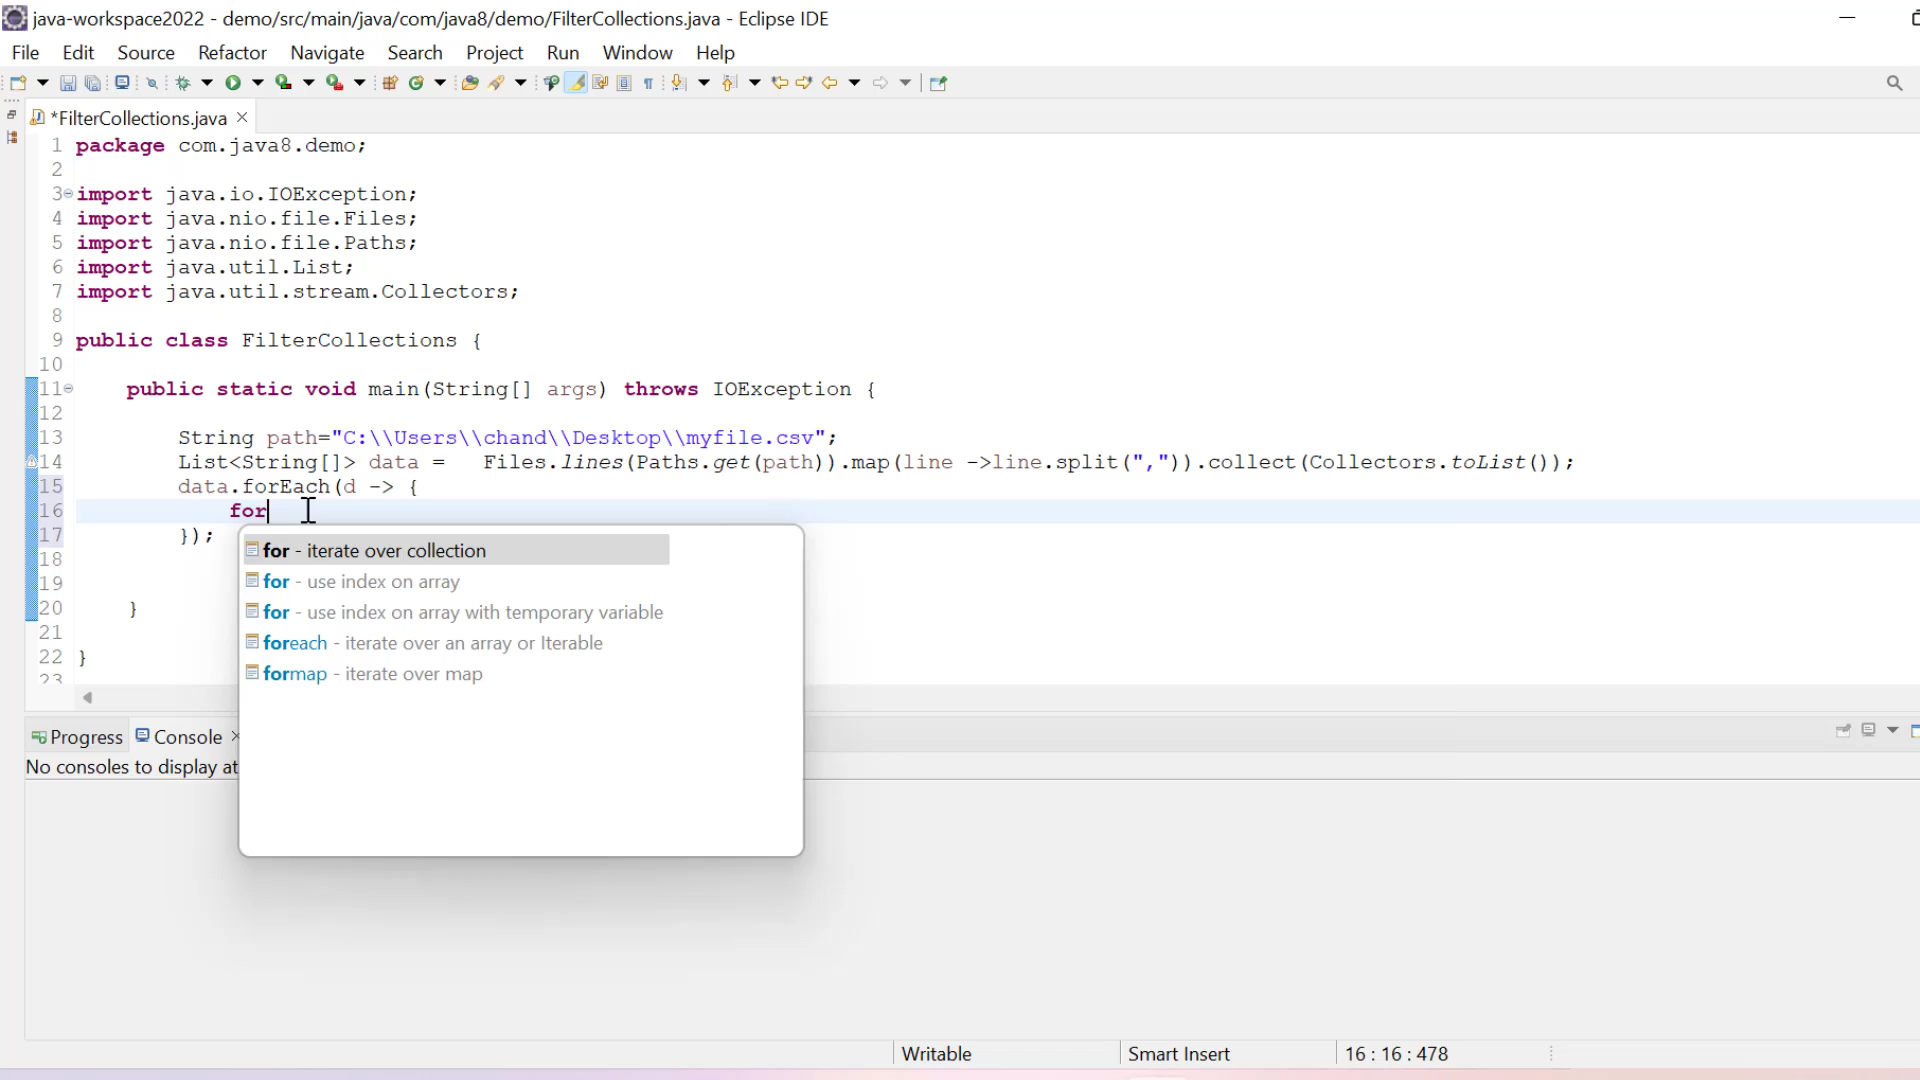 java-workspace2022 - demo/src/main/java/com/java8/demo/FilterCollections.java - Eclipse IDE
File Edit Source Refactor Navigate Search Project Run Window Help
*FilterCollections.java
1 package com.java8.demo;
2
3 import java.io.IOException;
4 import java.nio.file.Files;
5 import java.nio.file.Paths;
6 import java.util.List;
7 import java.util.stream.Collectors;
8
9 public class FilterCollections {
10
11 public static void main(String[] args) throws IOException {
12
13 String path="C:\\Users\\chand\\Desktop\\myfile.csv";
14 List<String[]> data = Files.lines(Paths.get(path)).map(line ->line.split(",")).collect(Collectors.toList());
15 data.forEach(d -> {
16 for
17 });
18
19
20 }
21
22 }
23
for - iterate over collection
for - use index on array
for - use index on array with temporary variable
foreach - iterate over an array or Iterable
formap - iterate over map
Progress Console
No consoles to display at
Writable Smart Insert 16 : 16 : 478